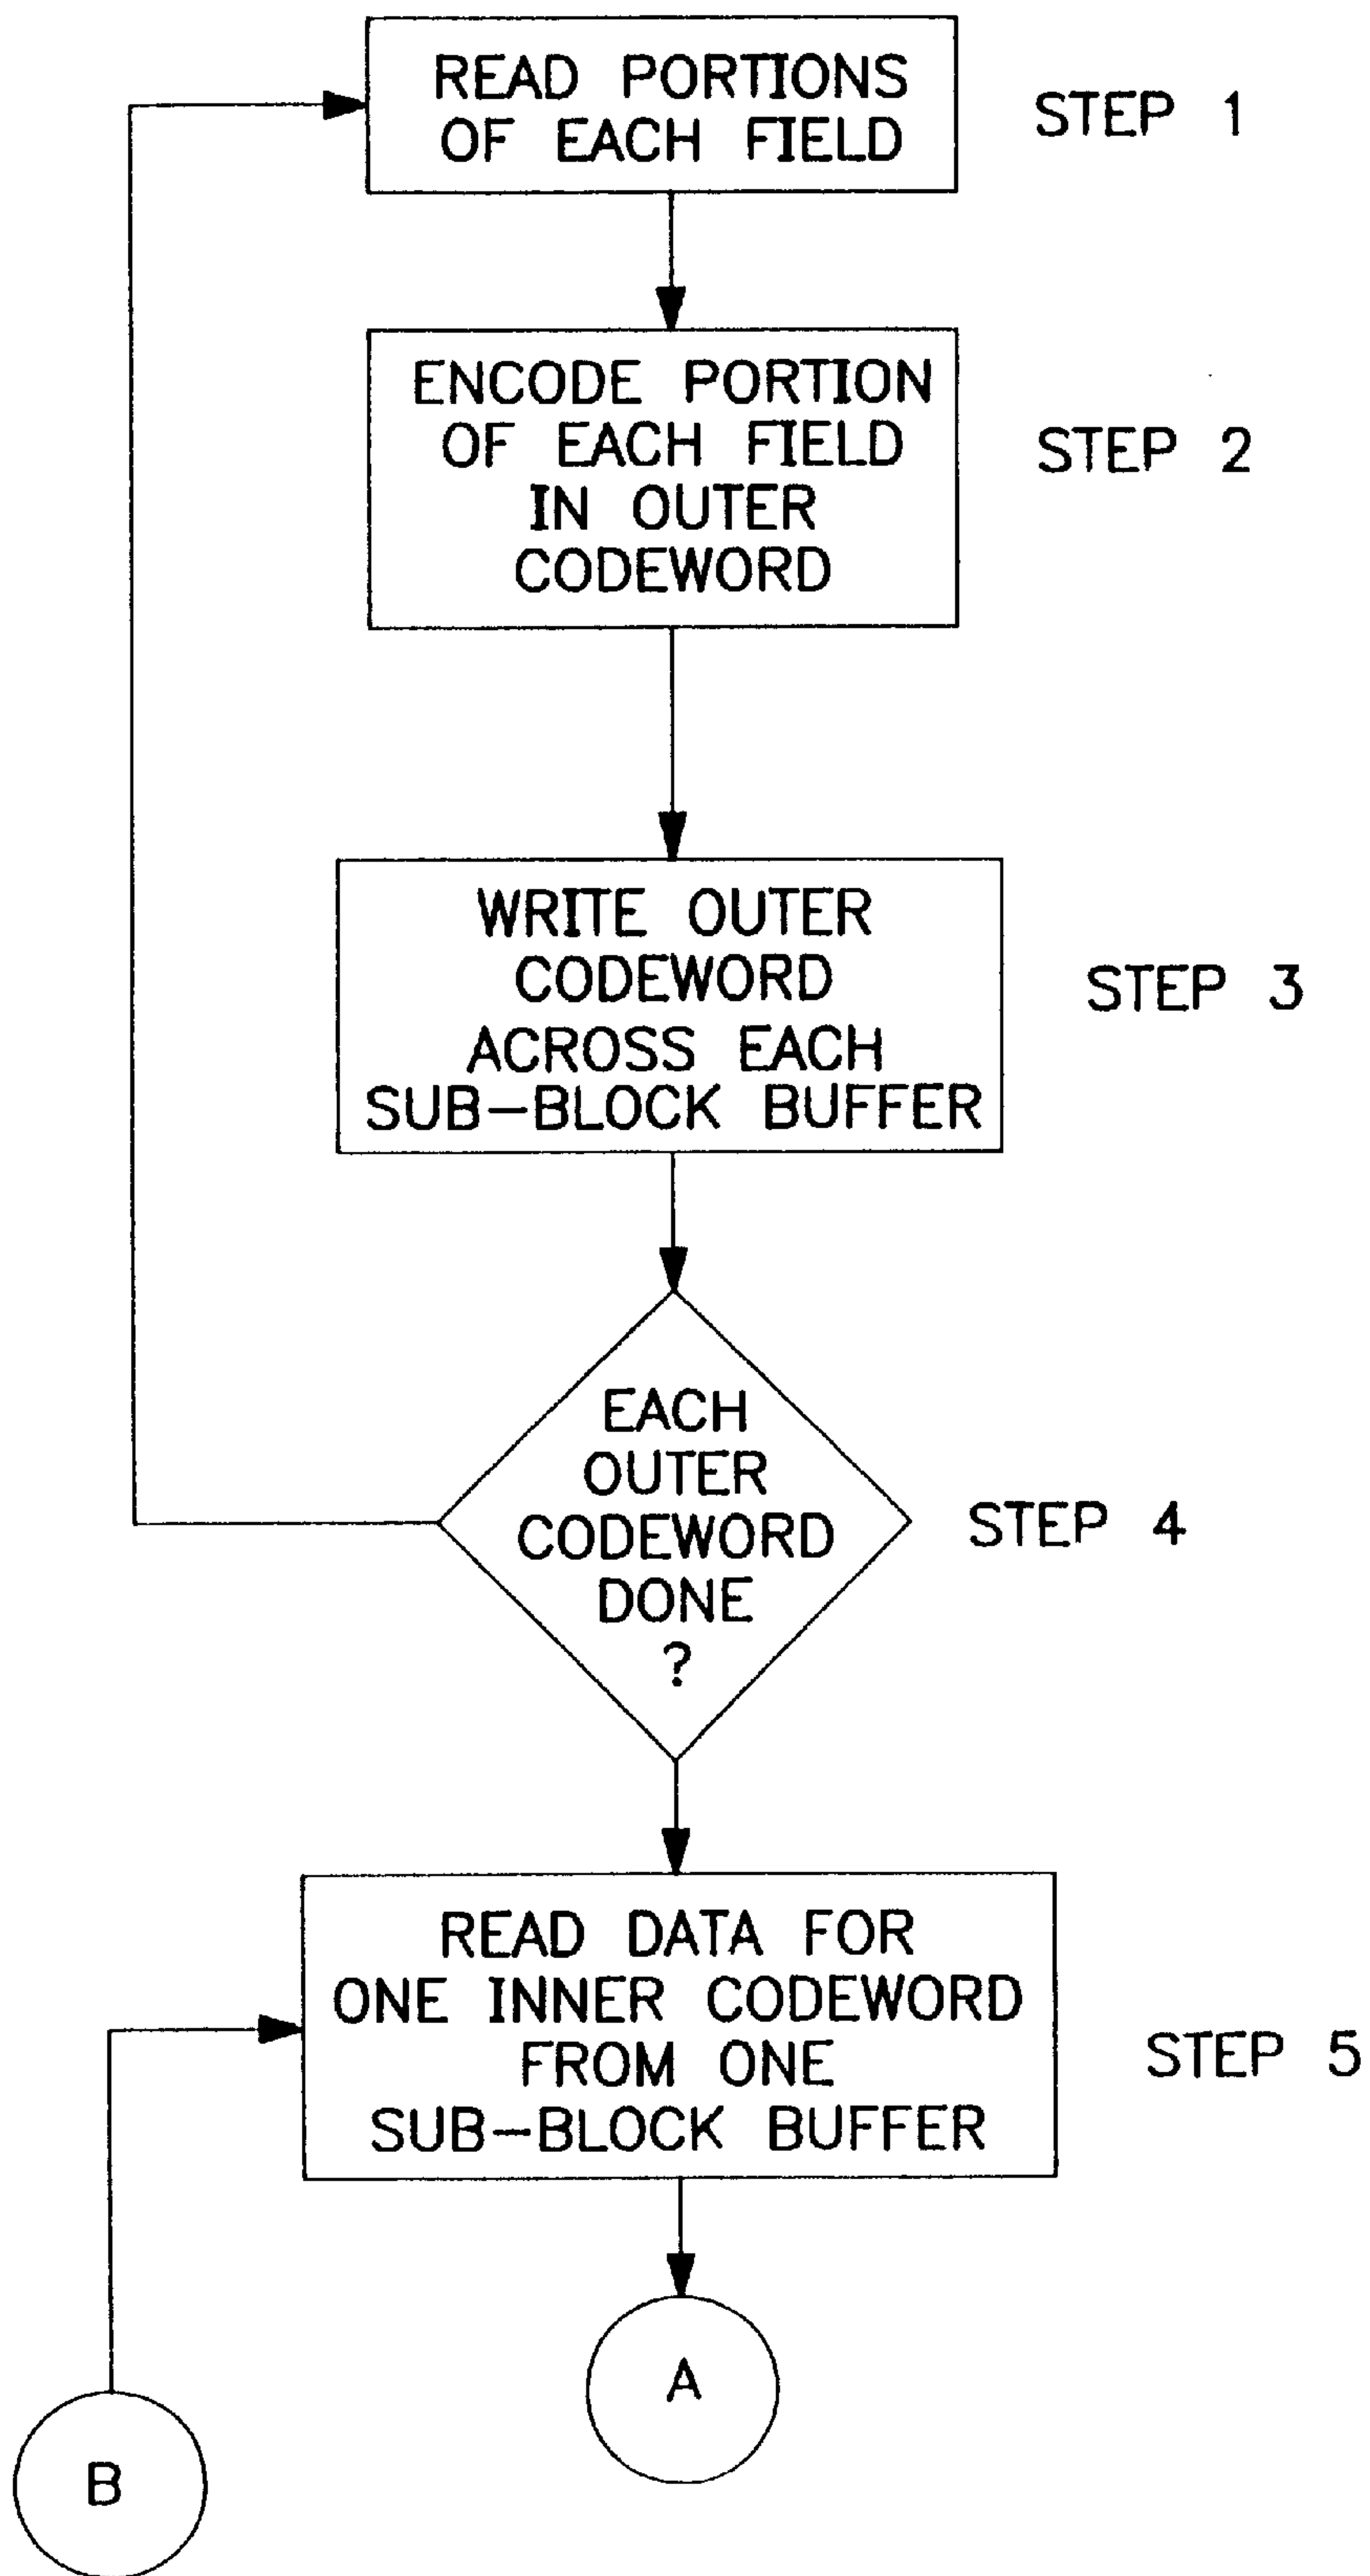 READ PORTIONS
OF EACH FIELD
STEP 1
ENCODE PORTION
OF EACH FIELD
IN OUTER
CODEWORD
STEP 2
WRITE OUTER
CODEWORD
ACROSS EACH
SUB-BLOCK BUFFER
STEP 3
EACH
OUTER
CODEWORD
DONE
?
STEP 4
READ DATA FOR
ONE INNER CODEWORD
FROM ONE
SUB-BLOCK BUFFER
STEP 5
A
B